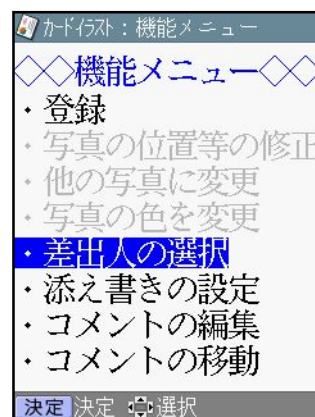 ｶｰﾄﾞｲﾗｽﾄ：機能メニュー
◇◇機能メニュー◇◇
・登録
・写真の位置等の修正
・他の写真に変更
・写真の色を変更
・差出人の選択
・添え書きの設定
・コメントの編集
・コメントの移動
決定 決定 選択